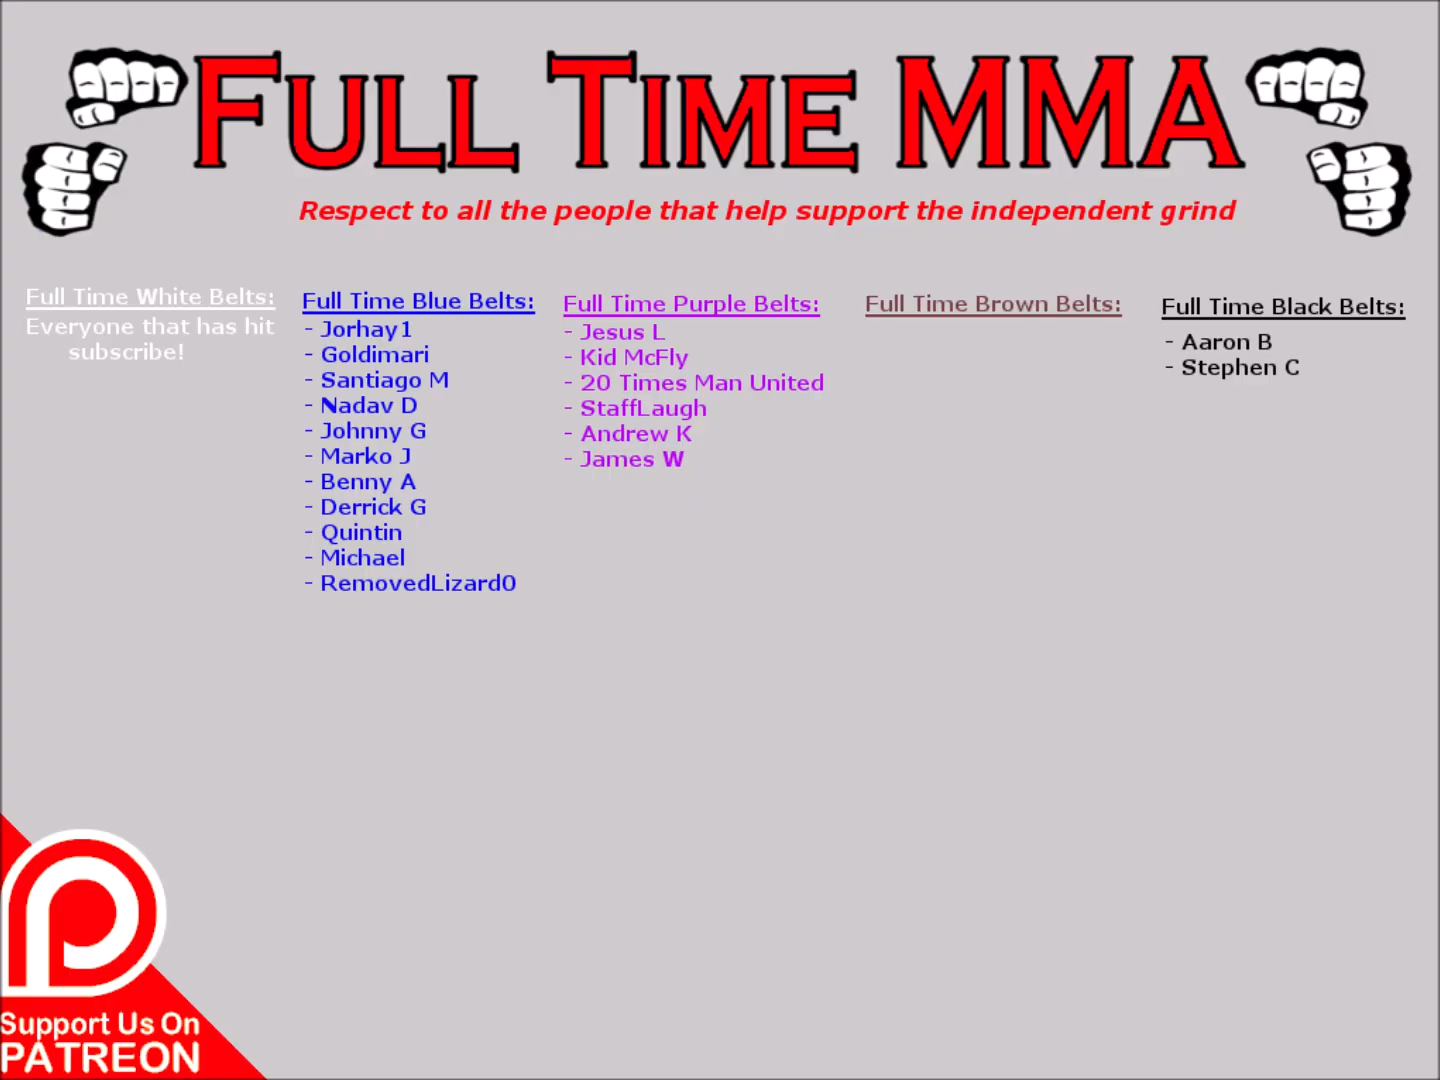 FULL TIME MMA
Respect to all the people that help support the independent grind
Full Time White Belts:
Everyone that has hit
subscribe!
Full Time Blue Belts:
- Jorhay1
- Goldimari
- Santiago M
- Nadav D
- Johnny G
- Marko J
- Benny A
- Derrick G
- Quintin
- Michael
- RemovedLizard0
Full Time Purple Belts:
- Jesus L
- Kid McFly
- 20 Times Man United
- StaffLaugh
- Andrew K
- James W
Full Time Brown Belts:
Full Time Black Belts:
- Aaron B
- Stephen C
Support Us On
PATREON